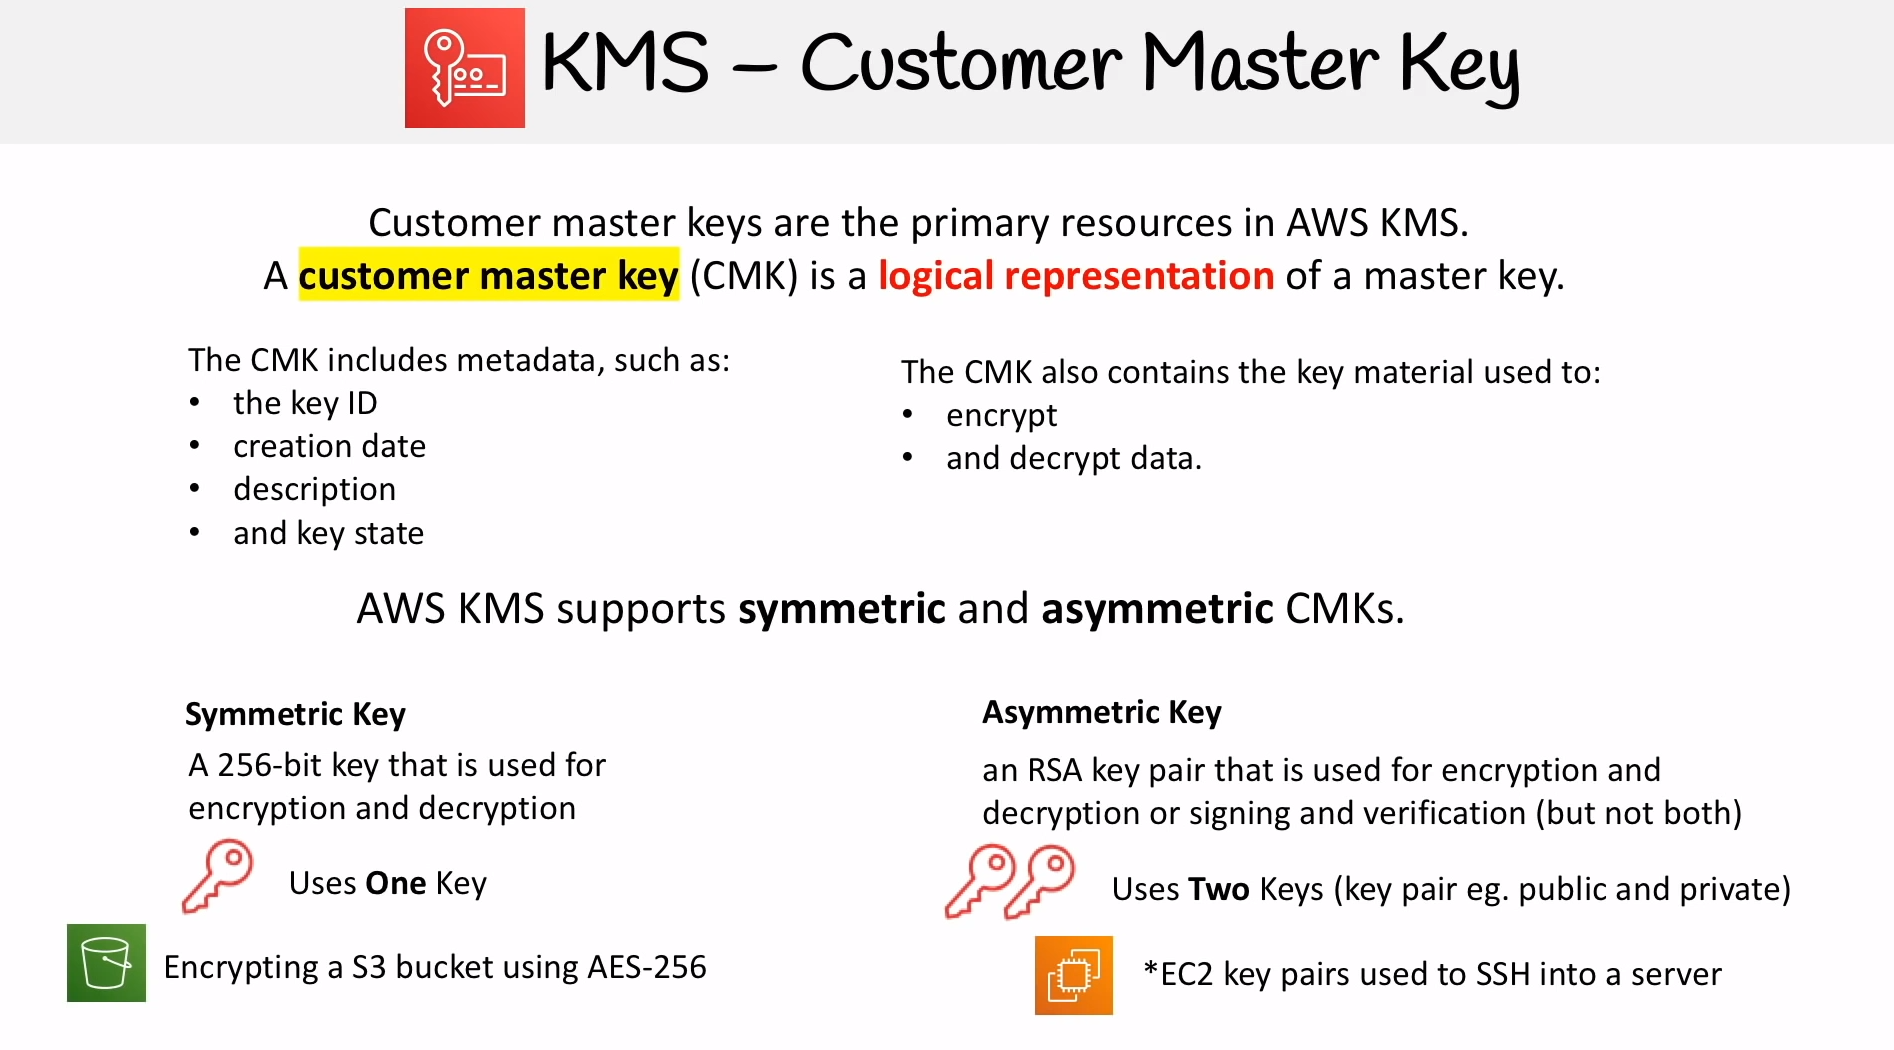 KMS – Customer Master Key
Customer master keys are the primary resources in AWS KMS.
A customer master key (CMK) is a logical representation of a master key.
The CMK includes metadata, such as:
• the key ID
• creation date
• description
• and key state
The CMK also contains the key material used to:
• encrypt
• and decrypt data.
AWS KMS supports symmetric and asymmetric CMKs.
Symmetric Key
A 256-bit key that is used for
encryption and decryption
Uses One Key
Encrypting a S3 bucket using AES-256
Asymmetric Key
an RSA key pair that is used for encryption and
decryption or signing and verification (but not both)
Uses Two Keys (key pair eg. public and private)
*EC2 key pairs used to SSH into a server